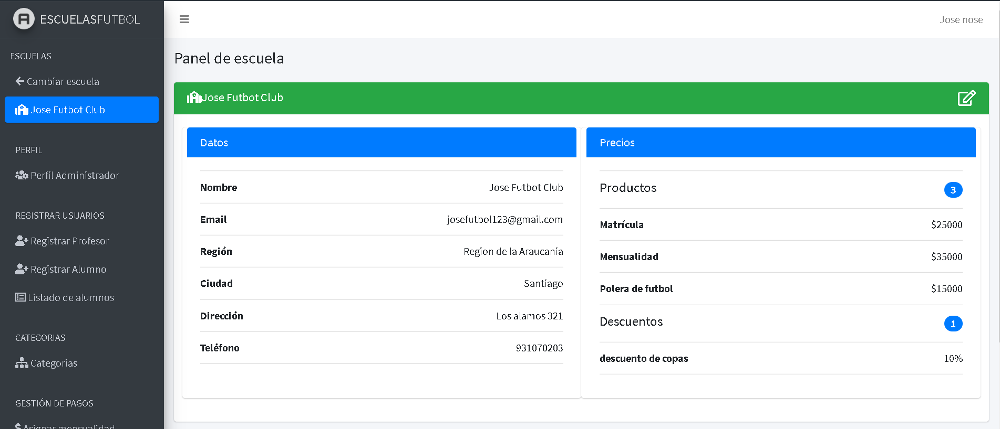 ESCUELASFUTBOL
Jose nose
ESCUELAS
Cambiar escuela
Jose Futbot Club
PERFIL
Perfil Administrador
REGISTRAR USUARIOS
Registrar Profesor
Registrar Alumno
Listado de alumnos
CATEGORIAS
Categorías
GESTIÓN DE PAGOS
Asignar mensualidad
Panel de escuela
Jose Futbot Club
Datos
Nombre Jose Futbot Club
Email josefutbol123@gmail.com
Región Region de la Araucania
Ciudad Santiago
Dirección Los alamos 321
Teléfono 931070203
Precios
Productos 3
Matrícula $25000
Mensualidad $35000
Polera de futbol $15000
Descuentos 1
descuento de copas 10%